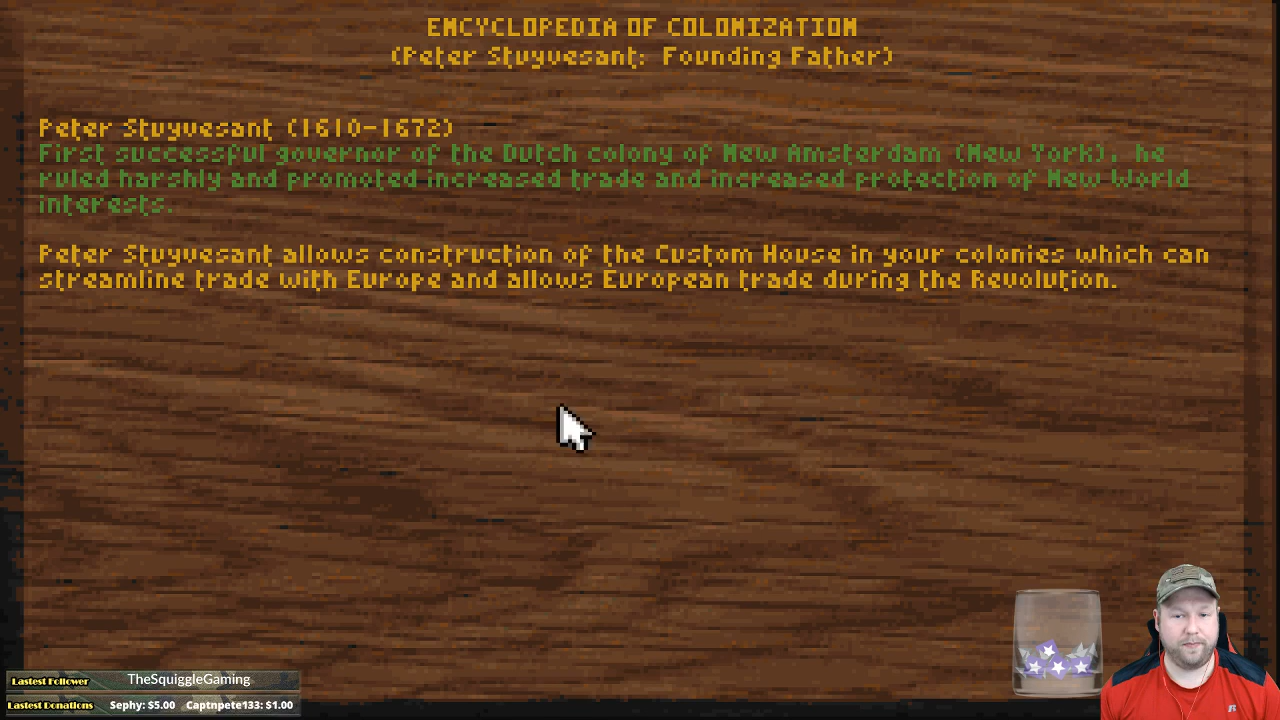 ENCYCLOPEDIA OF COLONIZATION
(Peter Stuyvesant: Founding Father)
Peter Stuyvesant (1610-1672)
First successful governor of the Dutch colony of New Amsterdam (New York), he
ruled harshly and promoted increased trade and increased protection of New World
interests.
Peter Stuyvesant allows construction of the Custom House in your colonies which can
streamline trade with Europe and allows European trade during the Revolution.
Lastest Follower TheSquiggleGaming
Lastest Donations Sephy: $5.00 Captnpete133: $1.00